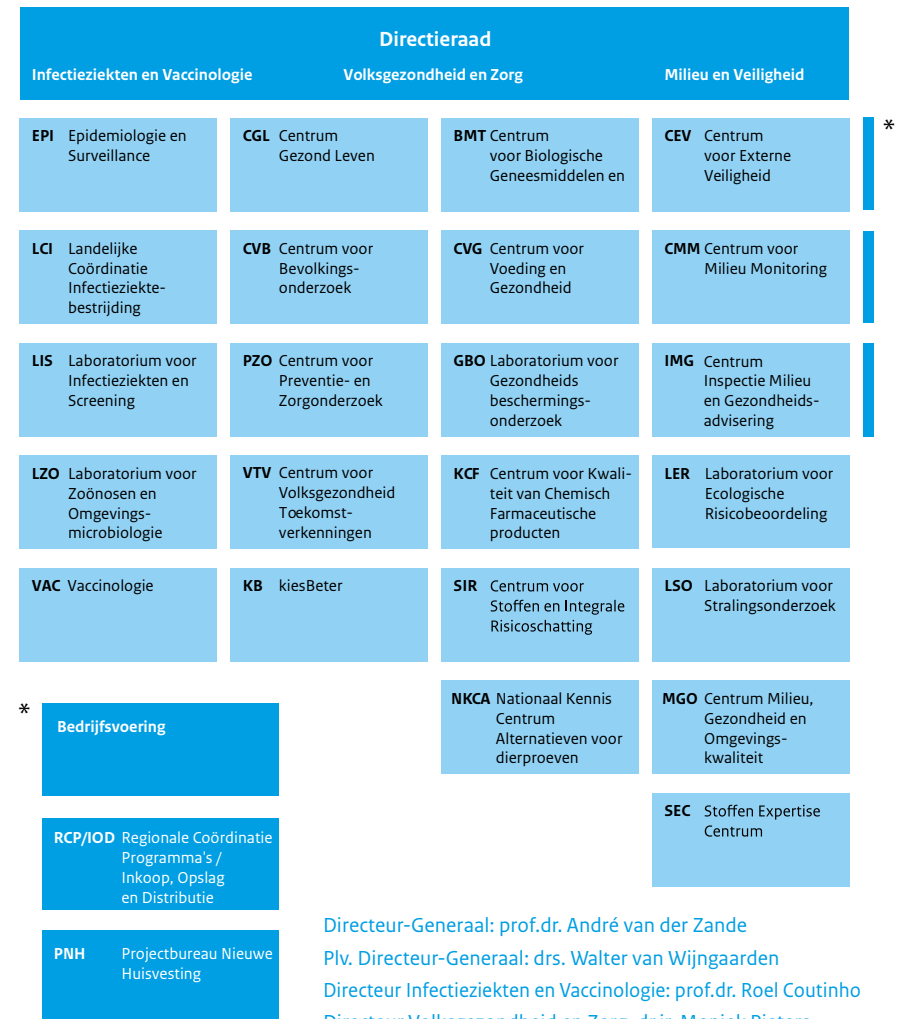 Directieraad
Infectieziekten en Vaccinologie
Volksgezondheid en Zorg
Milieu en Veiligheid
*
EPI Epidemiologie en
Surveillance
CGL Centrum
Gezond Leven
BMT Centrum
voor Biologische
Geneesmiddelen en
CEV Centrum
voor Externe
Veiligheid
LCI Landelijke
Coördinatie
Infectieziekte-
bestrijding
CVB Centrum voor
Bevolkings-
onderzoek
CVG Centrum voor
Voeding en
Gezondheid
CMM Centrum voor
Milieu Monitoring
LIS Laboratorium voor
Infectieziekten en
Screening
PZO Centrum voor
Preventie- en
Zorgonderzoek
GBO Laboratorium voor
Gezondheids
beschermings-
onderzoek
IMG Centrum
Inspectie Milieu
en Gezondheids-
advisering
LZO Laboratorium voor
Zoönosen en
Omgevings-
microbiologie
VTV Centrum voor
Volksgezondheid
Toekomst-
verkenningen
KCF Centrum voor Kwali-
teit van Chemisch
Farmaceutische
producten
LER Laboratorium voor
Ecologische
Risicobeoordeling
VAC Vaccinologie
KB kiesBeter
SIR Centrum voor
Stoffen en Integrale
Risicoschatting
LSO Laboratorium voor
Stralingsonderzoek
NKCA Nationaal Kennis
Centrum
Alternatieven voor
dierproeven
MGO Centrum Milieu,
Gezondheid en
Omgevings-
kwaliteit
SEC Stoffen Expertise
Centrum
*
Bedrijfsvoering
RCP/IOD Regionale Coördinatie
Programma's /
Inkoop, Opslag
en Distributie
PNH Projectbureau Nieuwe
Huisvesting
Directeur-Generaal: prof.dr. André van der Zande
Plv. Directeur-Generaal: drs. Walter van Wijngaarden
Directeur Infectieziekten en Vaccinologie: prof.dr. Roel Coutinho